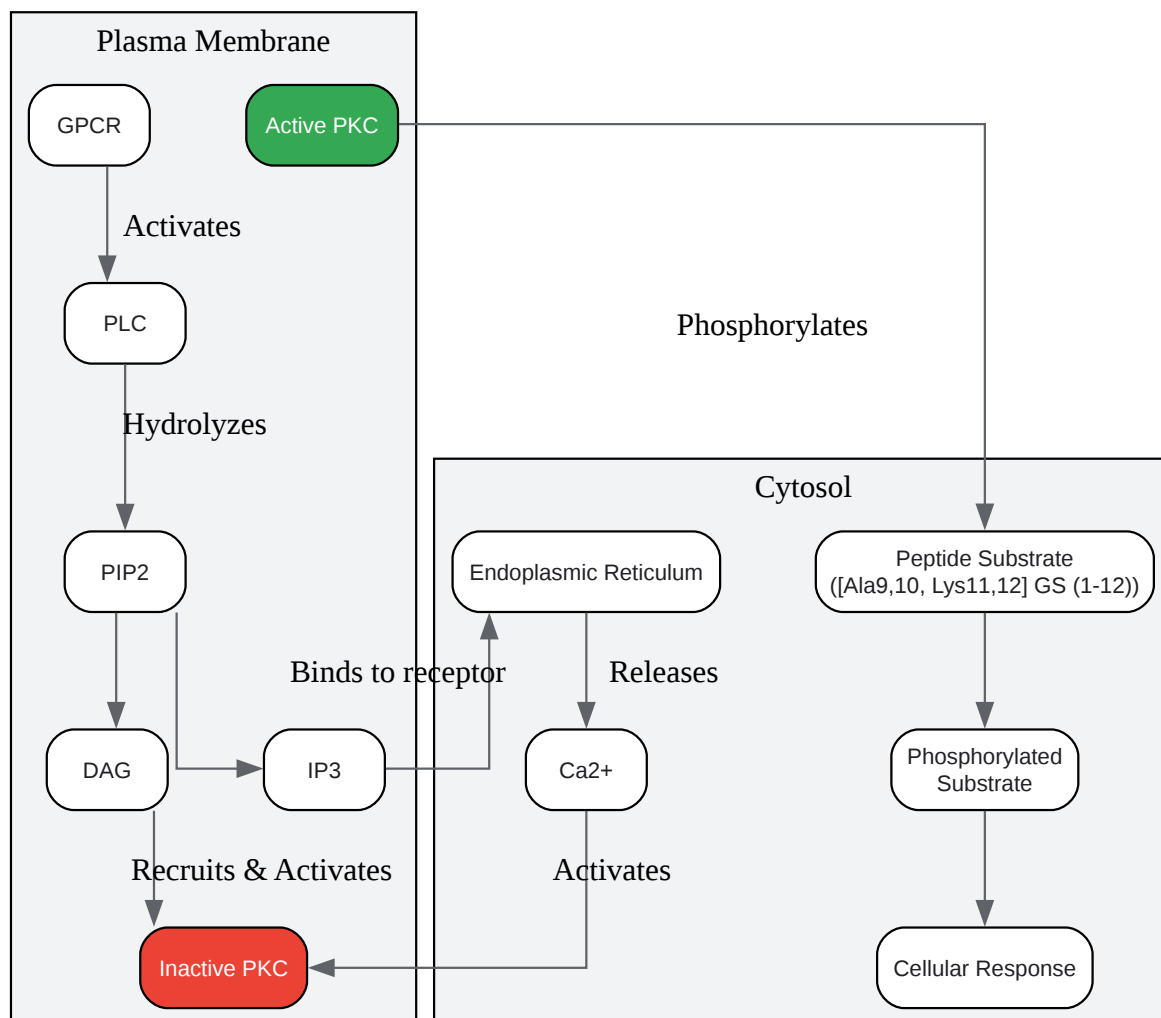 Plasma Membrane
GPCR
Active PKC
Activates
PLC
Phosphorylates
Hydrolyzes
Cytosol
PIP2
Endoplasmic Reticulum
Peptide Substrate
([Ala9,10, Lys11,12] GS (1-12))
Binds to receptor
Releases
DAG
IP3
Ca2+
Phosphorylated
Substrate
Recruits & Activates
Activates
Inactive PKC
Cellular Response